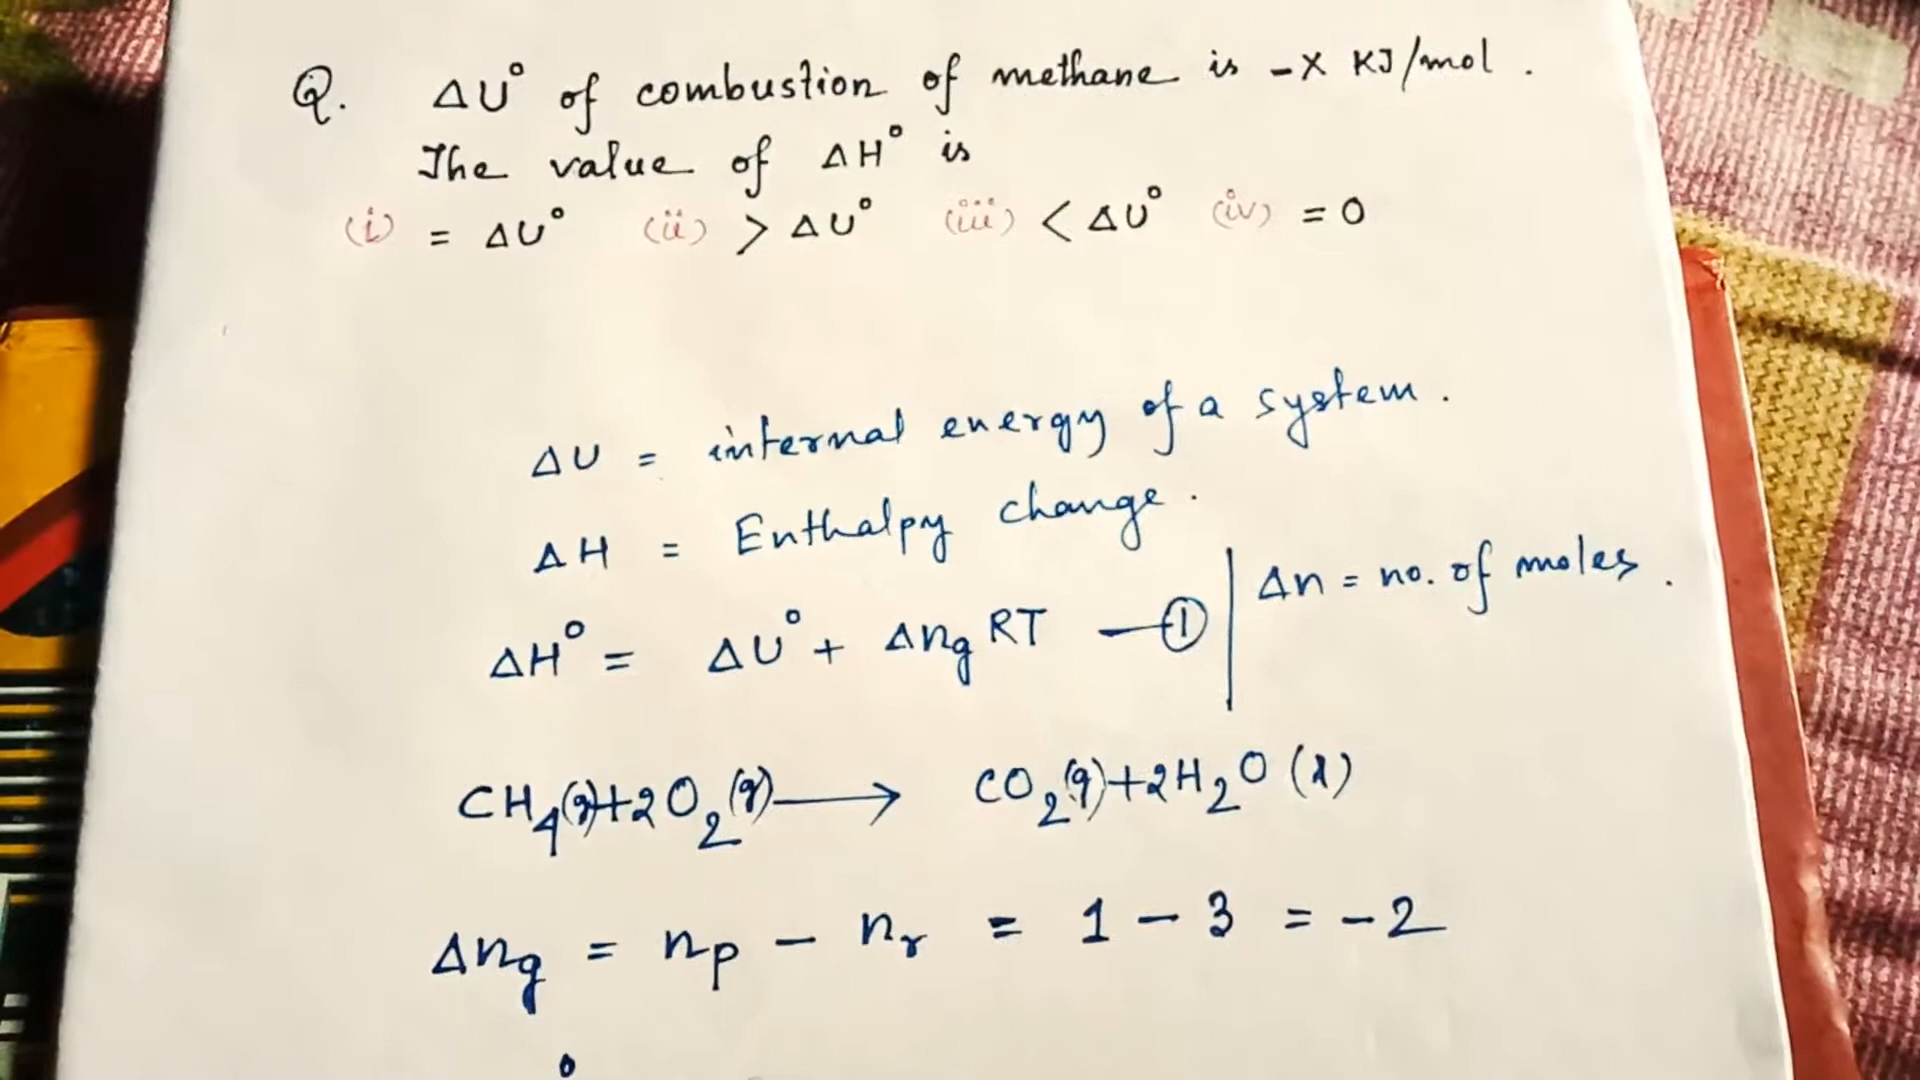 Q. ΔU° of combustion of methane is -X KJ/mol.
The value of ΔH° is
(i) = ΔU° (ii) > ΔU° (iii) < ΔU° (iv) = 0
ΔU = internal energy of a system.
ΔH = Enthalpy change.
ΔH° = ΔU° + Δng RT —① | Δn = no. of moles.
CH4(g)+2O2(g) ⟶ CO2(g)+2H2O(l)
Δng = np - nr = 1 - 3 = -2